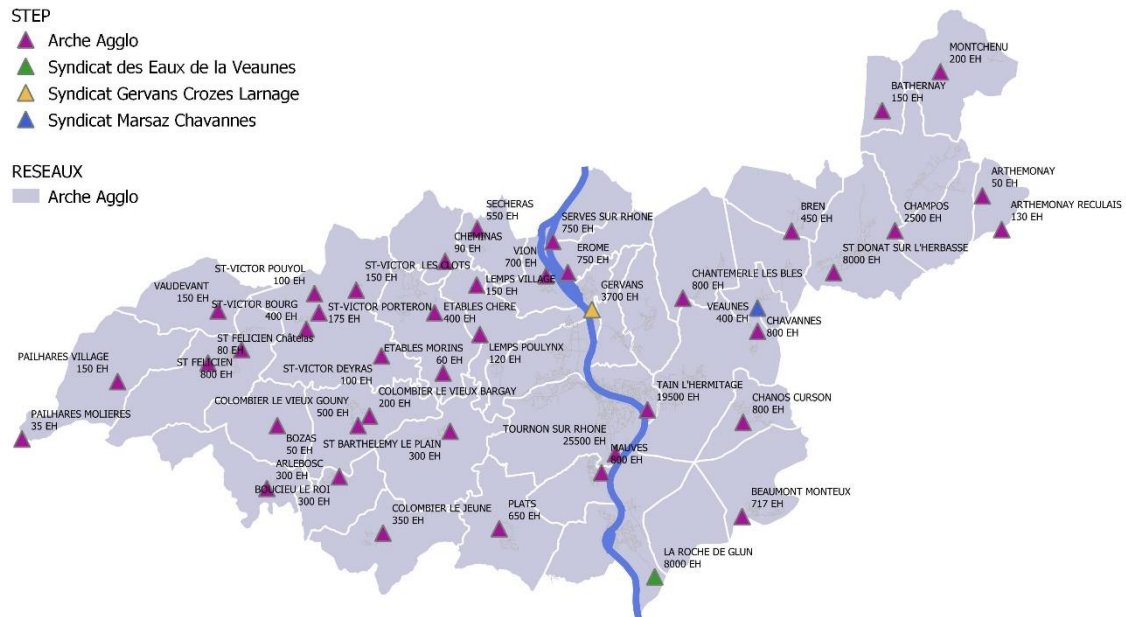 STEP
Arche Agglo
Syndicat des Eaux de la Veaunes
Syndicat Gervans Crozes Larnage
Syndicat Marsaz Chavannes
RESEAUX
Arche Agglo
MONTCHENU
200 EH
BATHERNAY
150 EH
ARTHEMONAY
50 EH
ARTHEMONAY RECULAIS
130 EH
CHAMPOS
2500 EH
BREN
450 EH
ST DONAT SUR L'HERBASSE
8000 EH
SECHERAS
550 EH
CHEMINAS
90 EH
SERVES SUR RHONE
750 EH
VION
700 EH
EROME
750 EH
ST-VICTOR LES CLOTS
150 EH
LEMPS VILLAGE
150 EH
GERVANS
3700 EH
CHANTEMERLE LES BLES
800 EH
VEAUNES
400 EH
CHAVANNES
800 EH
ST-VICTOR POUYOL
100 EH
VAUDEVANT
150 EH
ST-VICTOR BOURG
400 EH
ST-VICTOR PORTERON
175 EH
ETABLES CHERE
400 EH
ST FELICIEN Châtelas
80 EH
ST FELICIEN
800 EH
PAILHARES VILLAGE
150 EH
PAILHARES MOLIERES
35 EH
ST-VICTOR DEYRAS
100 EH
ETABLES MORINS
60 EH
LEMPS POULYNX
120 EH
COLOMBIER LE VIEUX BARGAY
200 EH
COLOMBIER LE VIEUX GOUNY
500 EH
TAIN L'HERMITAGE
19500 EH
CHANOS CURSON
800 EH
BOZAS
50 EH
ST BARTHELEMY LE PLAIN
300 EH
TOURNON SUR RHONE
25500 EH
MAUVES
800 EH
ARLEBOSC
300 EH
BOUCIEU LE ROI
300 EH
COLOMBIER LE JEUNE
350 EH
PLATS
650 EH
BEAUMONT MONTEUX
717 EH
LA ROCHE DE GLUN
8000 EH